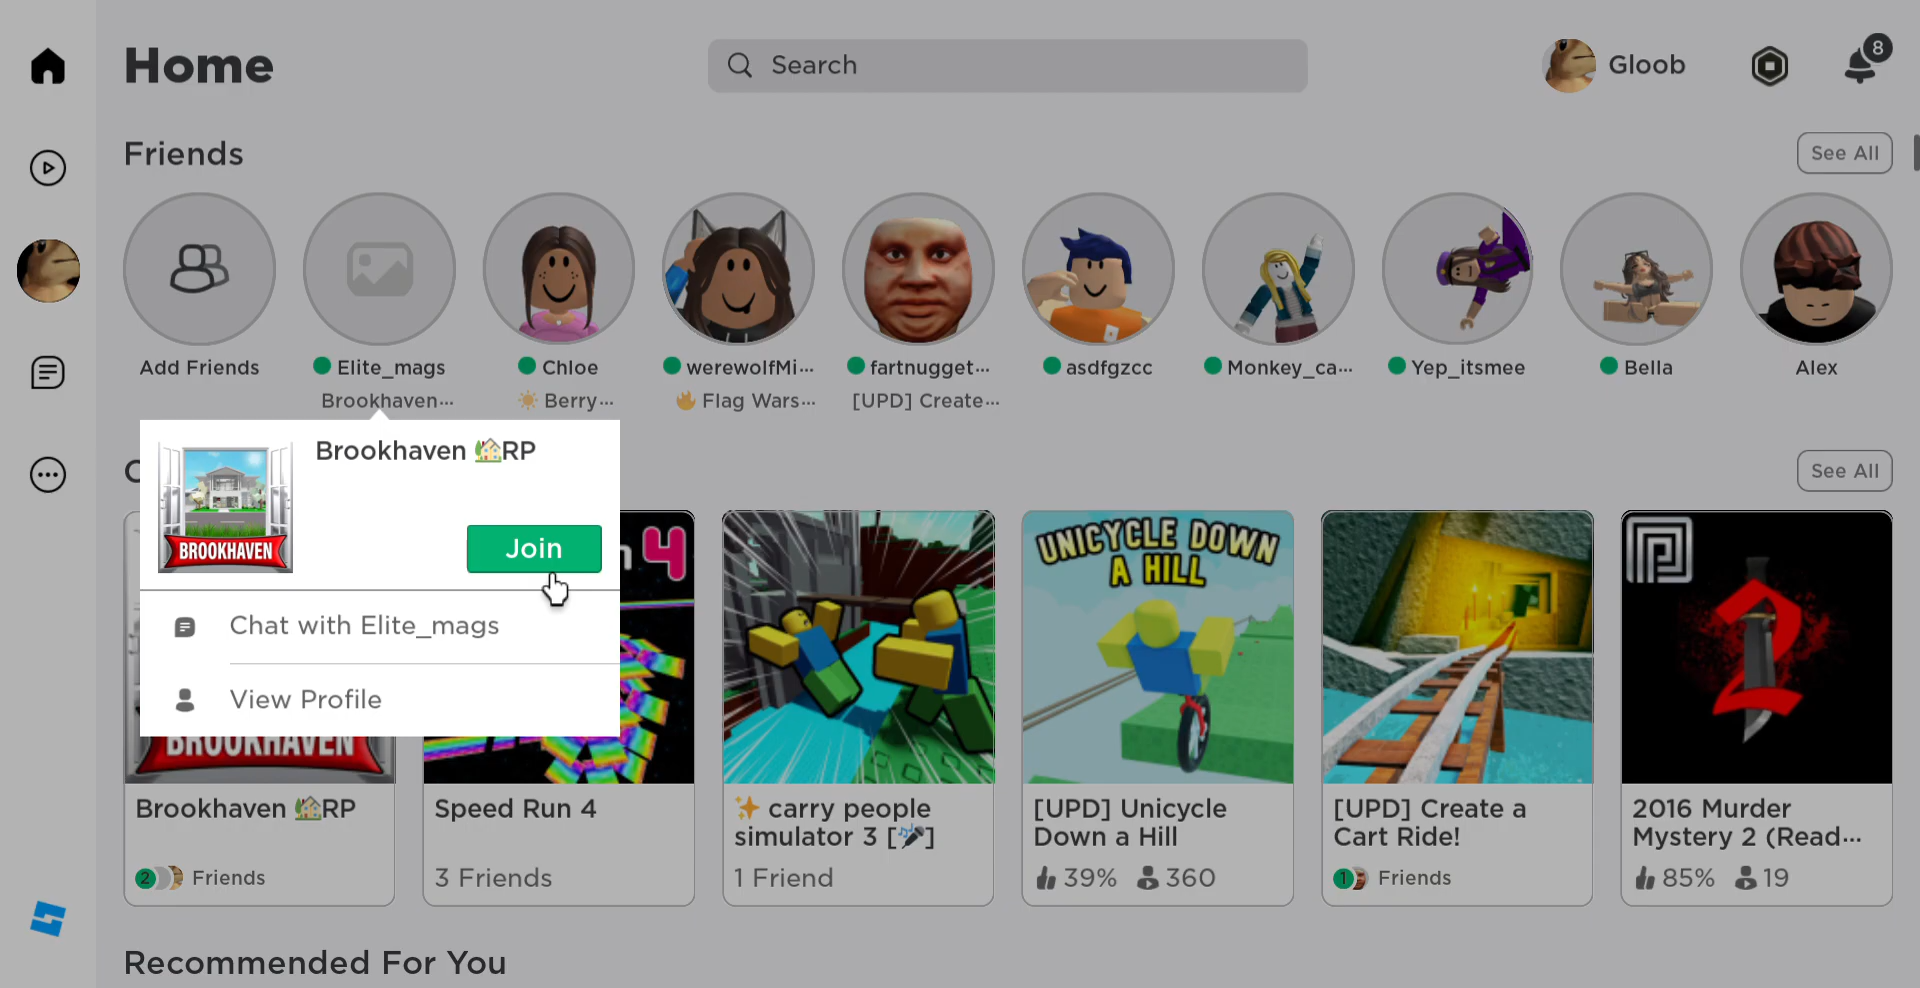 Home
Search
Gloob
8
Friends
See All
Add Friends
Elite_mags
Chloe
werewolfMi...
fartnugget...
asdfgzcc
Monkey_ca...
Yep_itsmee
Bella
Alex
Brookhaven...
☀️ Berry...
🔥 Flag Wars...
[UPD] Create...
Brookhaven 🏡RP
BROOKHAVEN
Join
Chat with Elite_mags
View Profile
See All
4
UNICYCLE DOWN
A HILL
2
BROOKHAVEN
Brookhaven 🏡RP
2 Friends
Speed Run 4
3 Friends
✨ carry people
simulator 3 [🎤]
1 Friend
[UPD] Unicycle
Down a Hill
39% 360
[UPD] Create a
Cart Ride!
1 Friends
2016 Murder
Mystery 2 (Read...
85% 19
Recommended For You